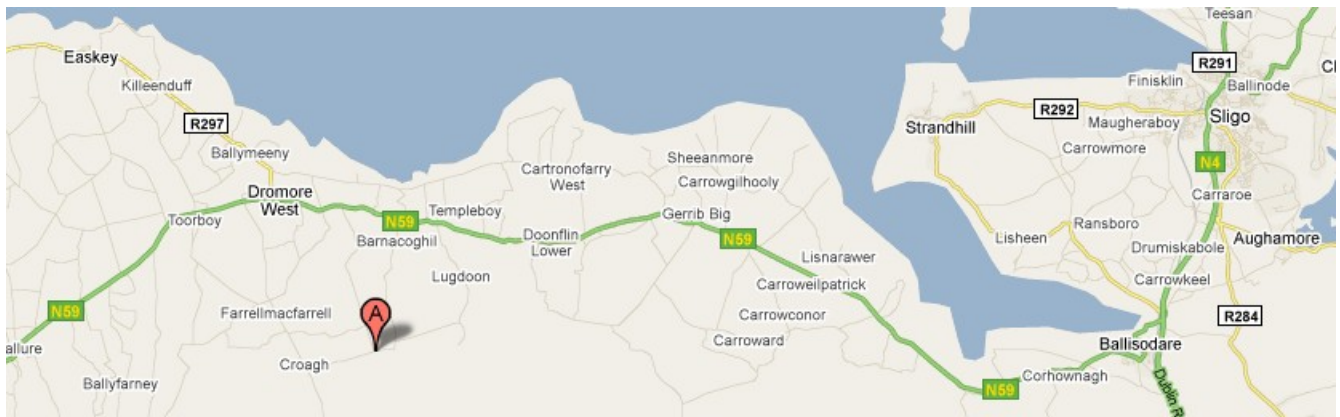 Teesan
Easkey
R291
Finisklin
Killeenduff
Ballinode
R292
Sligo
R297
Strandhill
Maugheraboy
Carrowmore
Ballymeeny
Sheeanmore
N4
Cartronofarry
West
Carrowgilhooly
Dromore
West
Carraroe
Templeboy
Gerrib Big
Toorboy
N59
Ransboro
Barnacoghil
Doonflin
Lower
N59
Lisheen
Aughamore
Drumiskabole
Lisnarawer
Lugdoon
Carroweilpatrick
Carrowkeel
N59
Farrellmacfarrell
A
Carrowconor
R284
Carroward
Ballisodare
allure
Croagh
Corhownagh
Ballyfarney
N59
Dublin R